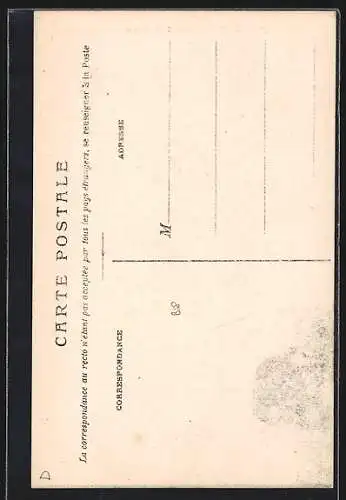 CARTE POSTALE
La correspondance au recto n'étant pas acceptée par tous les pays étrangers, se renseigner à la Poste
CORRESPONDANCE
ADRESSE
M
D